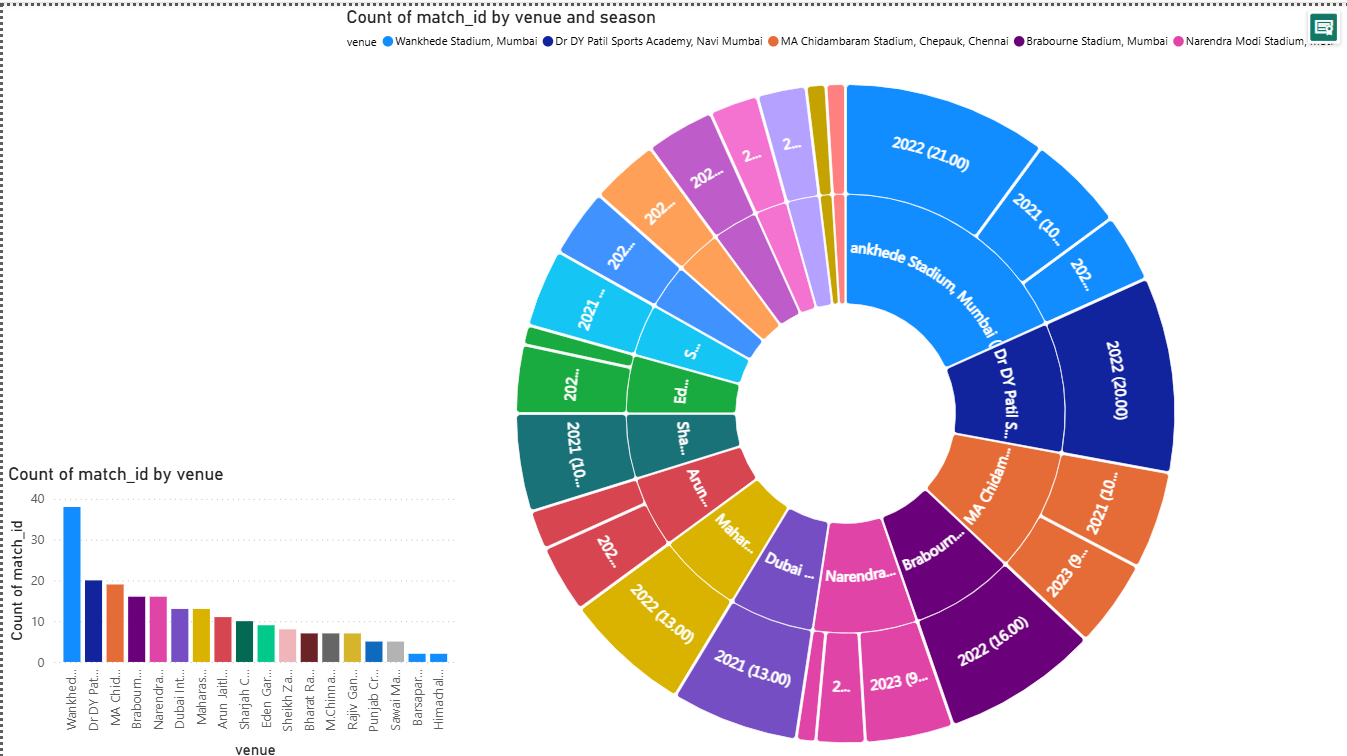 Count of match_id by venue and season
venue Wankhede Stadium, Mumbai Dr DY Patil Sports Academy, Navi Mumbai MA Chidambaram Stadium, Chepauk, Chennai Brabourne Stadium, Mumbai Narendra Modi Stadium,
2022 (21.00)
2021 (10...
202...
ankhede Stadium, Mumbai (
Dr DY Patil S...
2022 (20.00)
MA Chidam...
2021 (10...
2023 (9...
Brabourn...
2022 (16.00)
Narendra...
2023 (9...
2...
Dubai ...
2021 (13.00)
Mahar...
2022 (13.00)
Arun...
202...
Sha...
2021 (10...
Ed...
202...
S...
2021 ...
202...
202...
202...
2...
2...
Count of match_id by venue
Count of match_id
40
30
20
10
0
Wankhed...
Dr DY Pat...
MA Chid...
Brabourn...
Narendra...
Dubai Int...
Maharas...
Arun Jaitl...
Sharjah C...
Eden Gar...
Sheikh Za...
Bharat Ra...
M.Chinna...
Rajiv Gan...
Punjab Cr...
Sawai Ma...
Barsapar...
Himachal...
venue